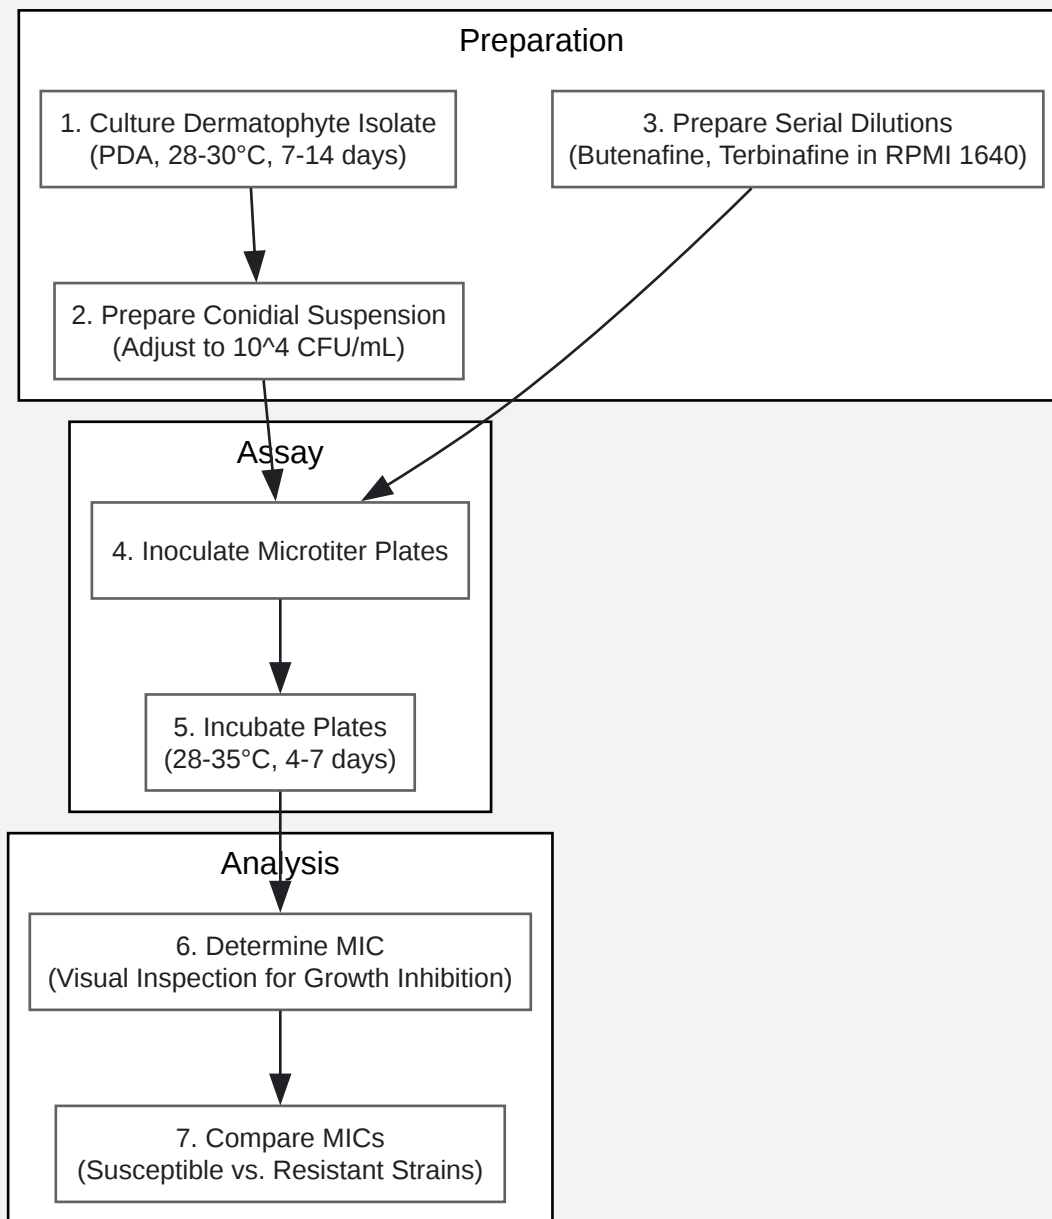 Preparation
1. Culture Dermatophyte Isolate
(PDA, 28-30°C, 7-14 days)
3. Prepare Serial Dilutions
(Butenafine, Terbinafine in RPMI 1640)
2. Prepare Conidial Suspension
(Adjust to 10^4 CFU/mL)
Assay
4. Inoculate Microtiter Plates
5. Incubate Plates
(28-35°C, 4-7 days)
Analysis
6. Determine MIC
(Visual Inspection for Growth Inhibition)
7. Compare MICs
(Susceptible vs. Resistant Strains)